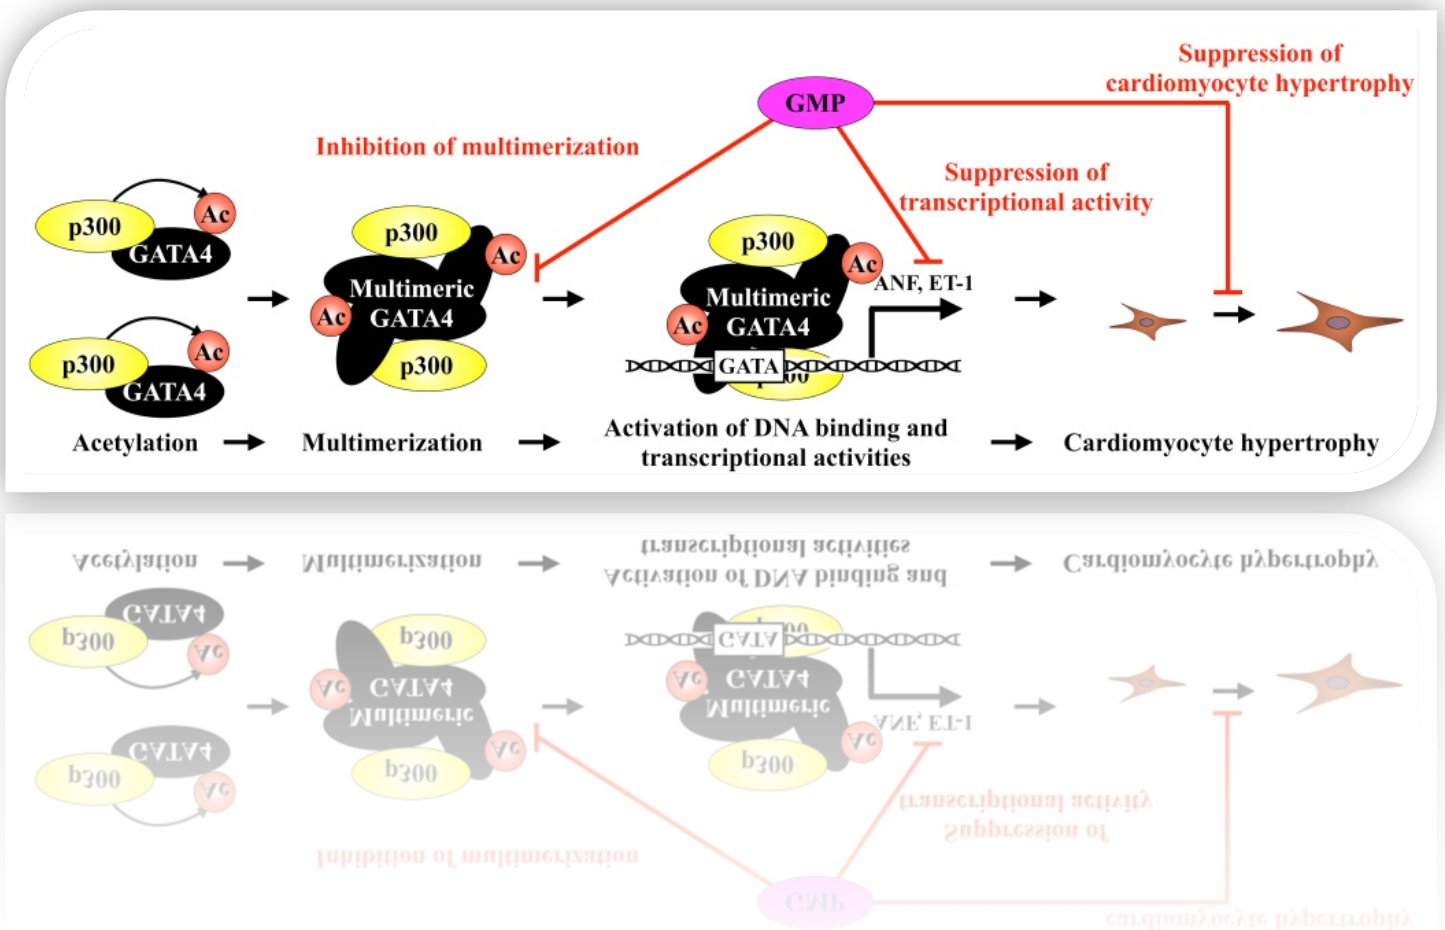 Suppression of
cardiomyocyte hypertrophy
GMP
Inhibition of multimerization
Suppression of
transcriptional activity
p300
Ac
GATA4
p300
Ac
GATA4
p300
Ac
Multimeric
GATA4
Ac
p300
p300
Ac
Multimeric
GATA4
Ac
GATA
ANF, ET-1
Acetylation
Multimerization
Activation of DNA binding and
transcriptional activities
Cardiomyocyte hypertrophy